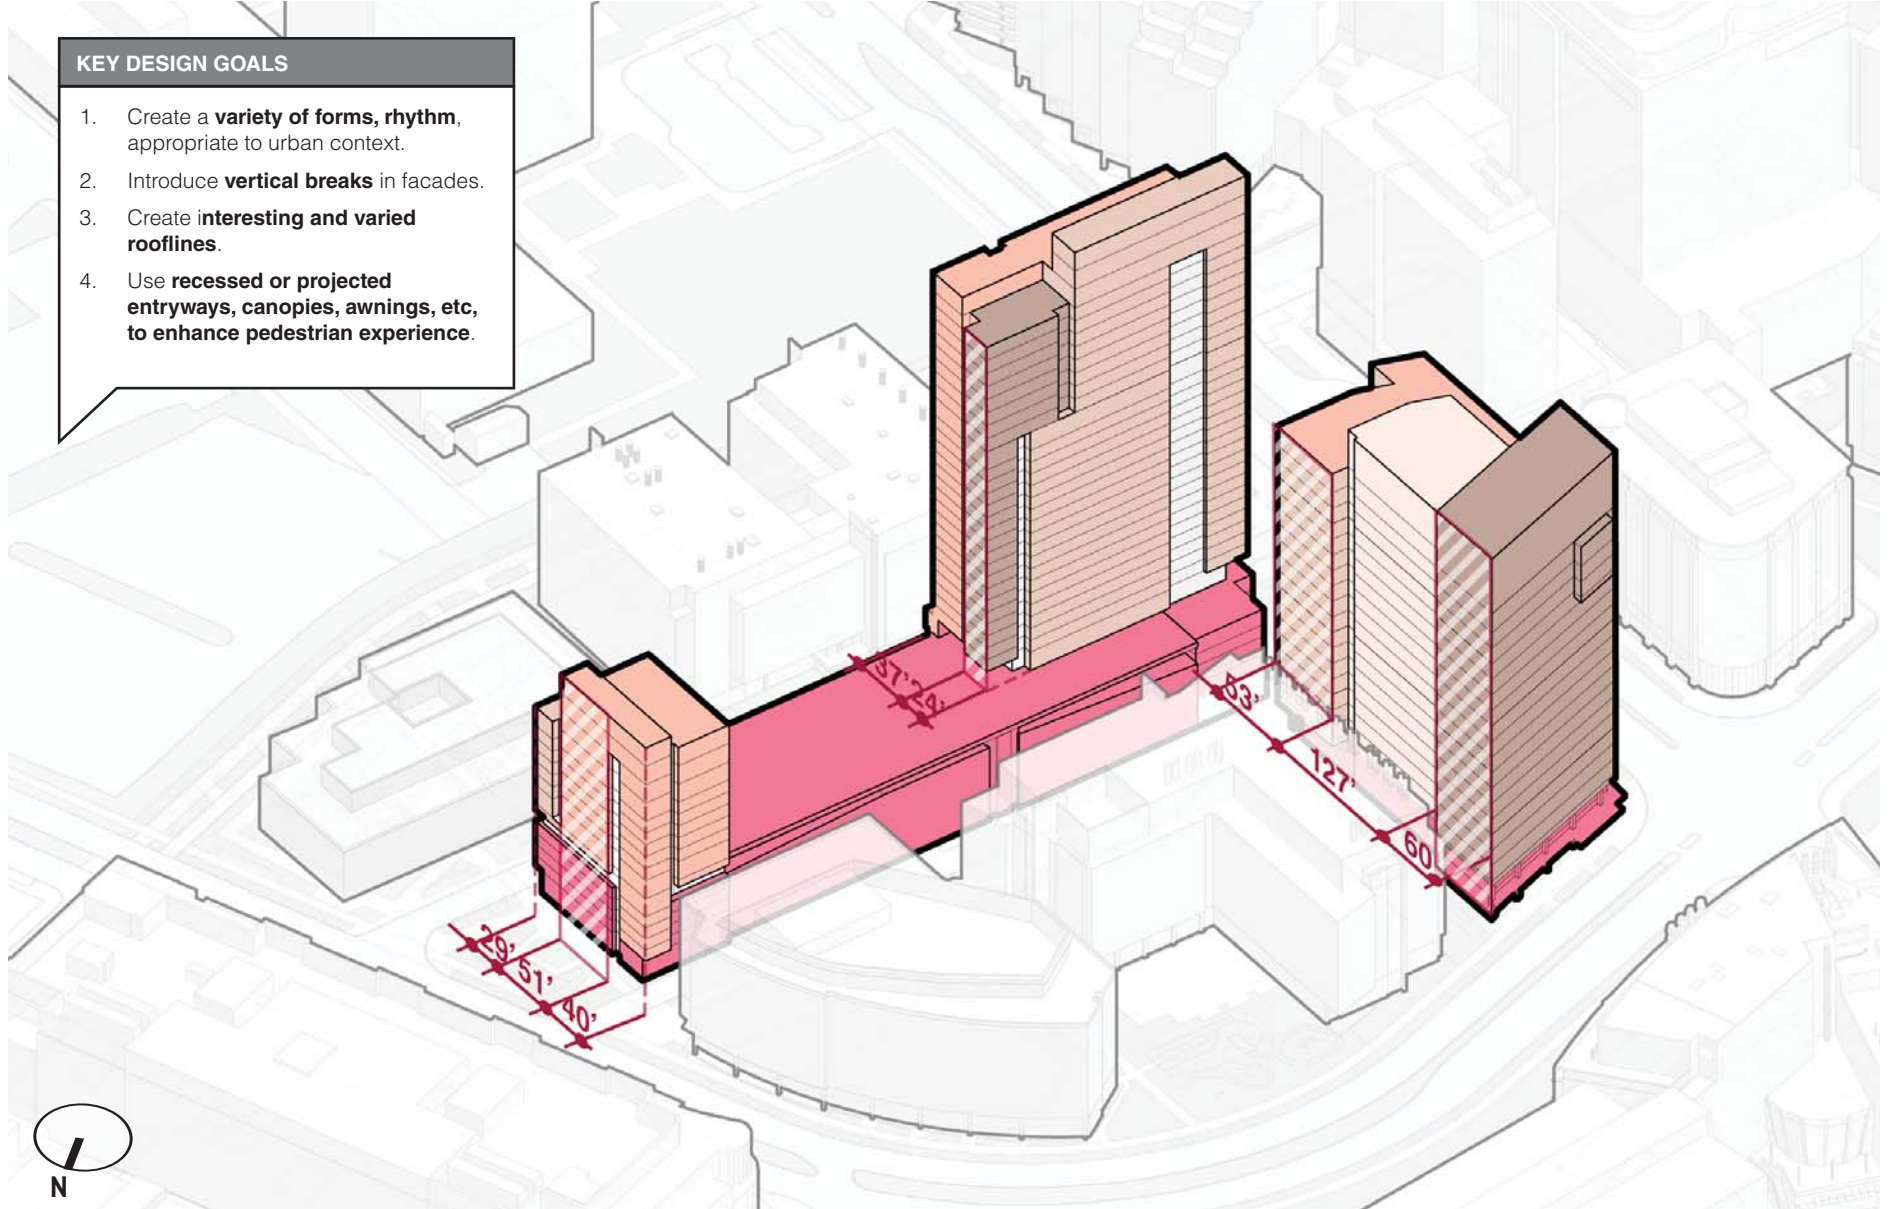 KEY DESIGN GOALS
1. Create a variety of forms, rhythm,
appropriate to urban context.
2. Introduce vertical breaks in facades.
3. Create interesting and varied
rooflines.
4. Use recessed or projected
entryways, canopies, awnings, etc,
to enhance pedestrian experience.
37'
24'
53'
127'
60
29'
51'
40'
N